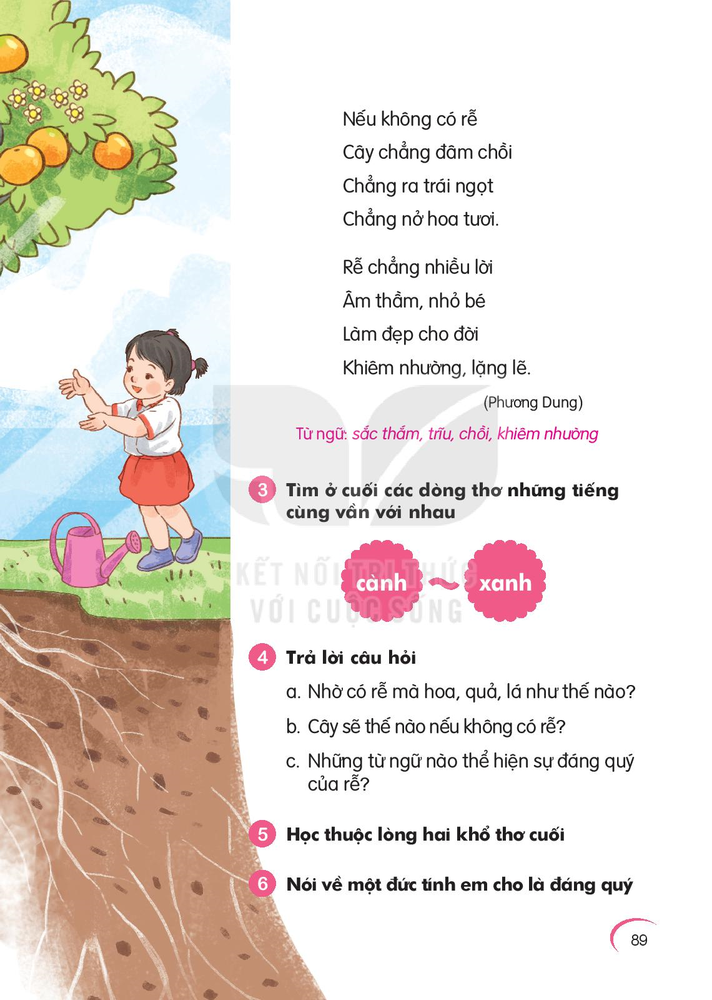 Nếu không có rễ
Cây chẳng đâm chồi
Chẳng ra trái ngọt
Chẳng nở hoa tươi.
Rễ chẳng nhiều lời
Âm thầm, nhỏ bé
Làm đẹp cho đời
Khiêm nhường, lặng lẽ.
(Phương Dung)
Từ ngữ: sắc thắm, trĩu, chồi, khiêm nhường
3 Tìm ở cuối các dòng thơ những tiếng
cùng vần với nhau
cành ~ xanh
KẾT NỐI TRI THỨC
VỚI CUỘC SỐNG
4 Trả lời câu hỏi
a. Nhờ có rễ mà hoa, quả, lá như thế nào?
b. Cây sẽ thế nào nếu không có rễ?
c. Những từ ngữ nào thể hiện sự đáng quý
của rễ?
5 Học thuộc lòng hai khổ thơ cuối
6 Nói về một đức tính em cho là đáng quý
89